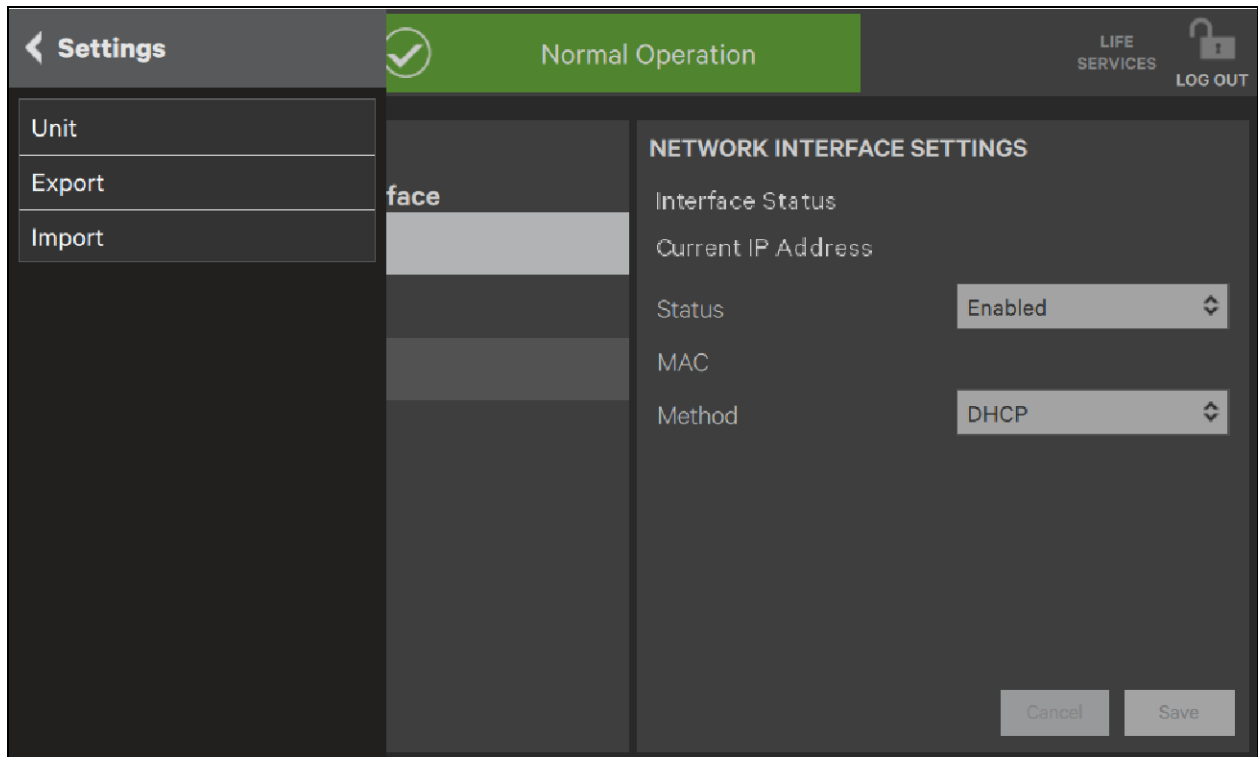 Settings
Unit
Export
Import
Normal Operation
LIFE
SERVICES
LOG OUT
face
NETWORK INTERFACE SETTINGS
Interface Status
Current IP Address
Status
Enabled
MAC
Method
DHCP
Cancel
Save